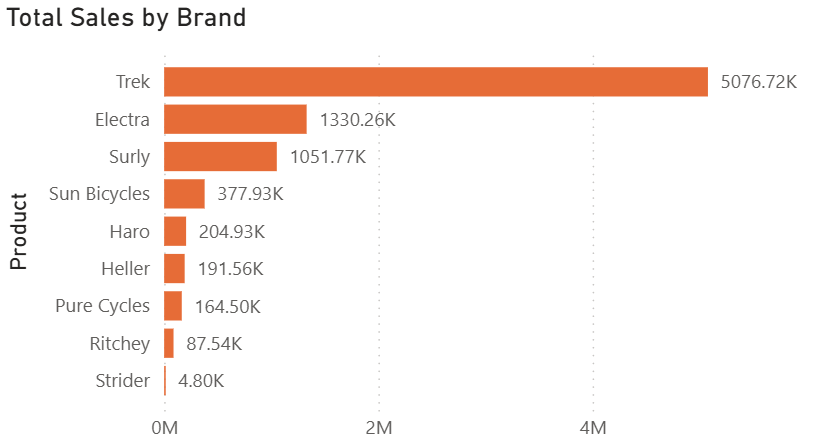 Total Sales by Brand
Product
Trek 5076.72K
Electra 1330.26K
Surly 1051.77K
Sun Bicycles 377.93K
Haro 204.93K
Heller 191.56K
Pure Cycles 164.50K
Ritchey 87.54K
Strider 4.80K
0M 2M 4M